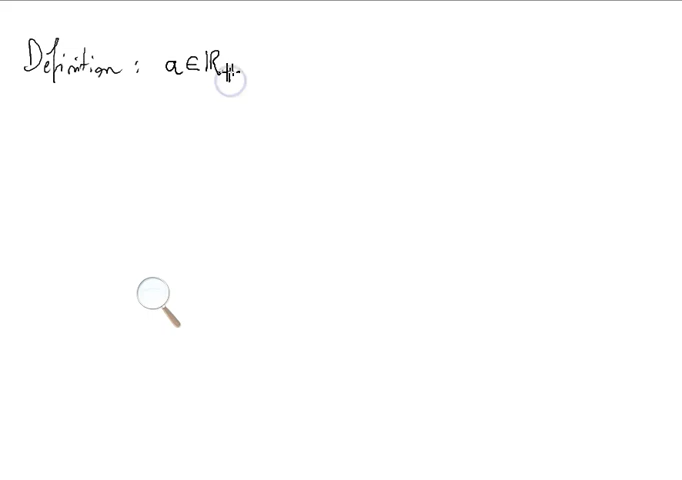 Definition : a ∈ ℝ₊